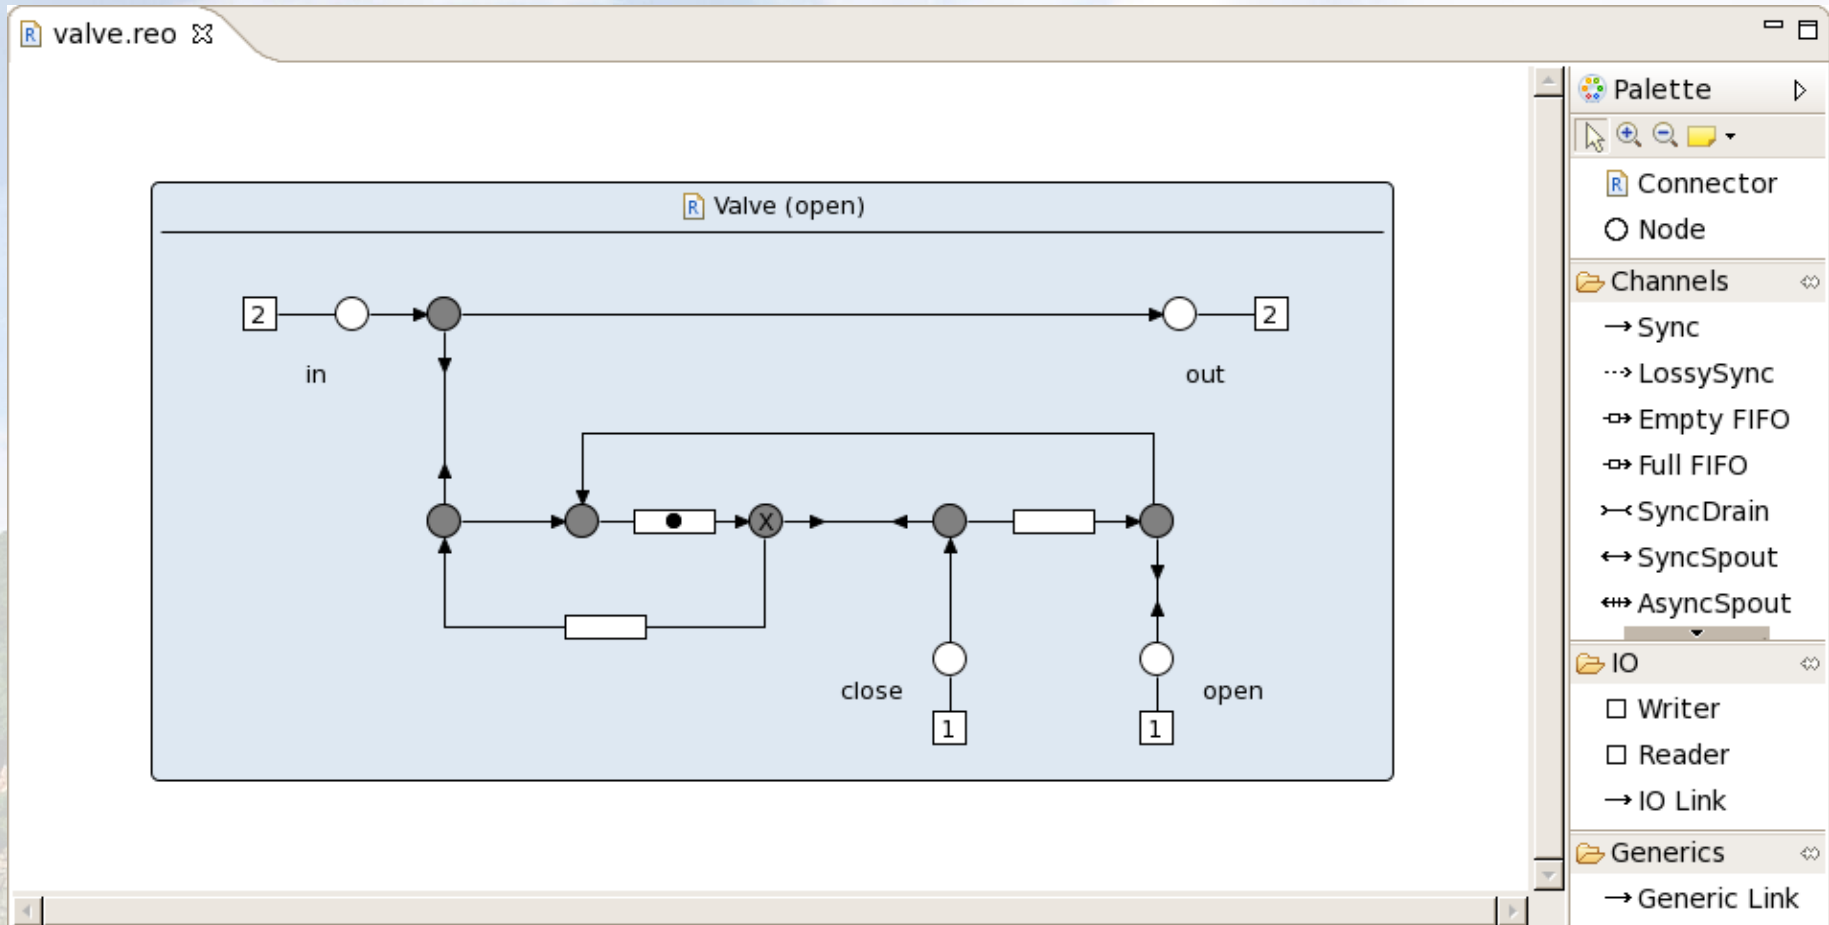 valve.reo
Palette
Connector
Node
Channels
Sync
LossySync
Empty FIFO
Full FIFO
SyncDrain
SyncSpout
AsyncSpout
IO
Writer
Reader
IO Link
Generics
Generic Link
Valve (open)
2
2
in
out
X
close
open
1
1